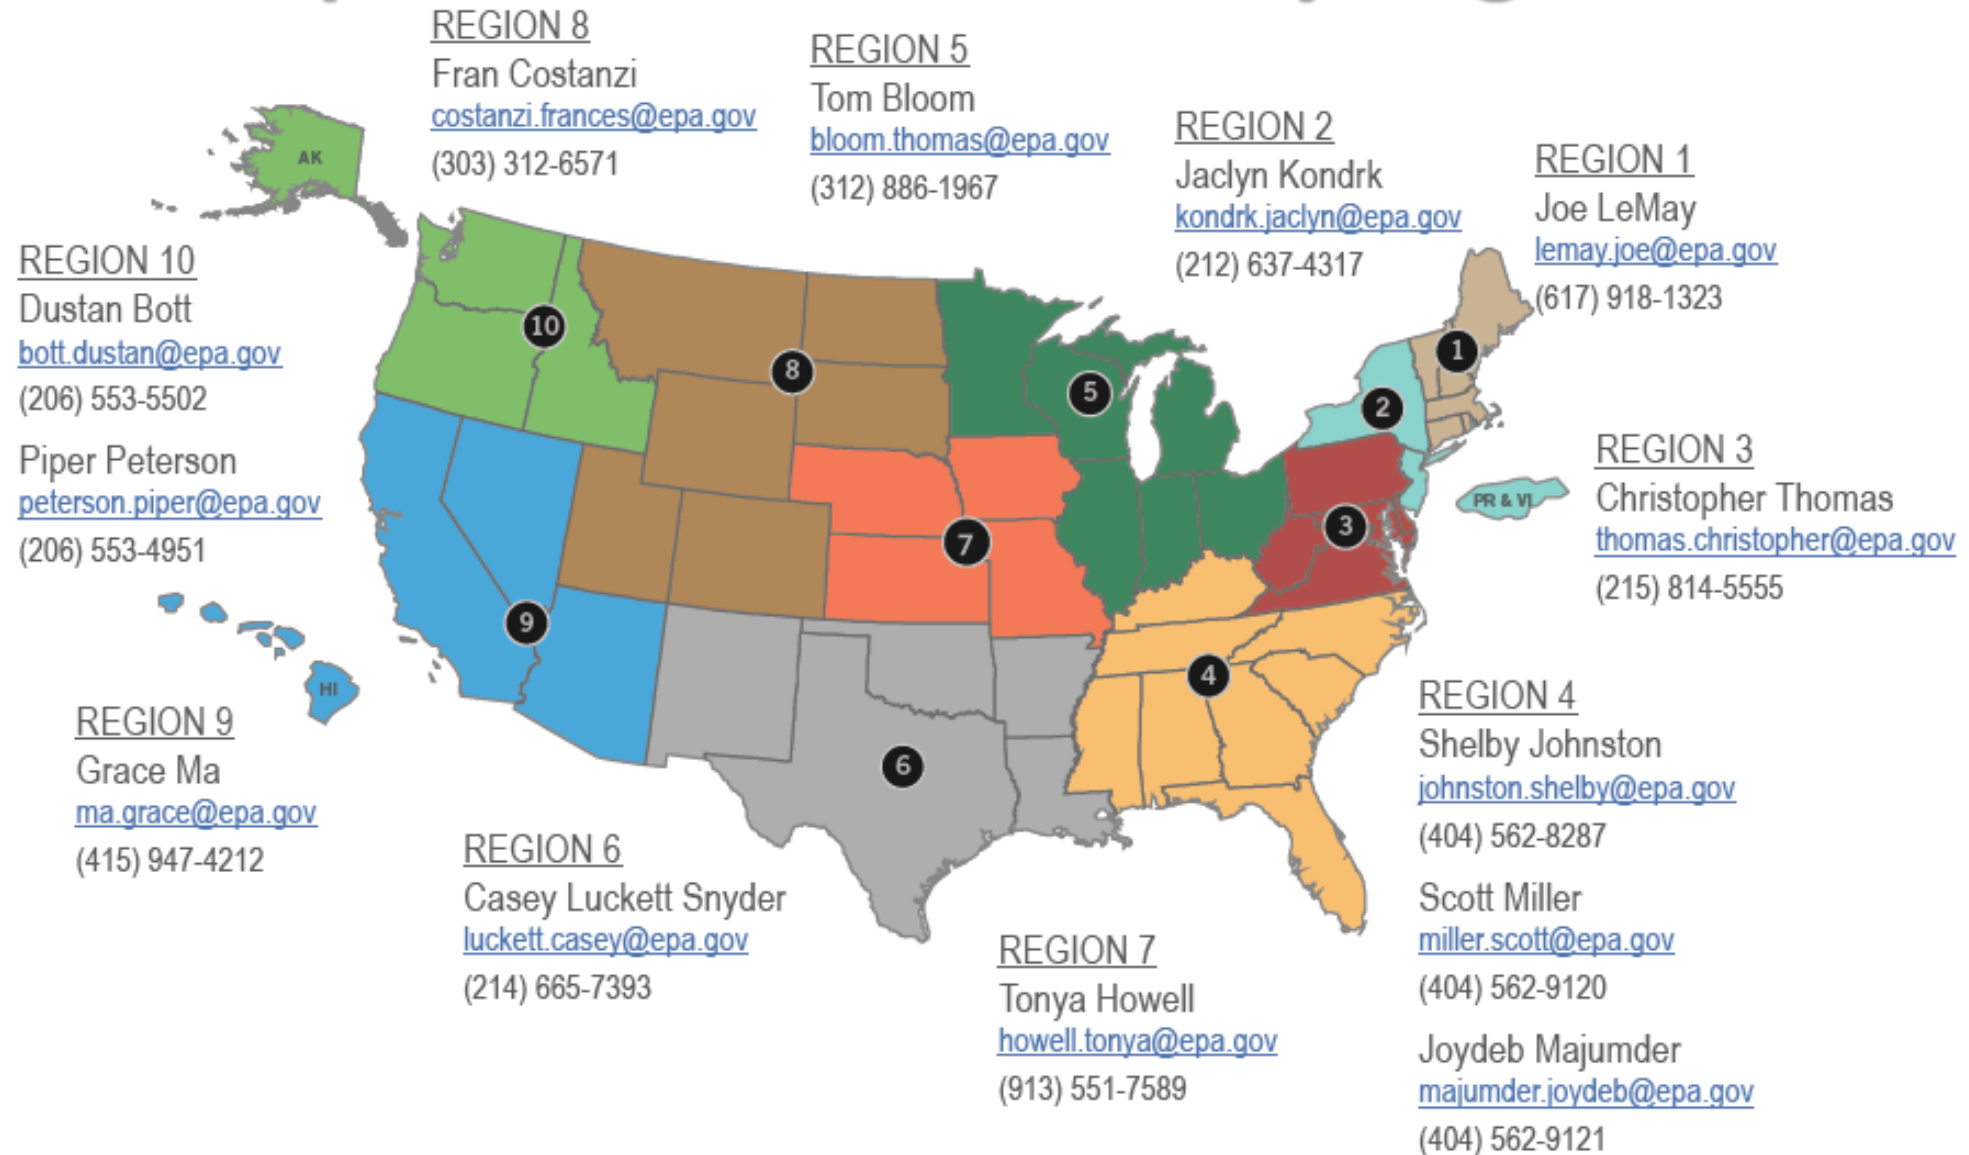 REGION 8
Fran Costanzi
costanzi.frances@epa.gov
(303) 312-6571
REGION 5
Tom Bloom
bloom.thomas@epa.gov
(312) 886-1967
REGION 2
Jaclyn Kondrk
kondrk.jaclyn@epa.gov
(212) 637-4317
REGION 1
Joe LeMay
lemay.joe@epa.gov
(617) 918-1323
AK
REGION 10
Dustan Bott
bott.dustan@epa.gov
(206) 553-5502
Piper Peterson
peterson.piper@epa.gov
(206) 553-4951
10
8
5
2
1
7
3
9
4
6
PR & VI
HI
REGION 3
Christopher Thomas
thomas.christopher@epa.gov
(215) 814-5555
REGION 9
Grace Ma
ma.grace@epa.gov
(415) 947-4212
REGION 6
Casey Luckett Snyder
luckett.casey@epa.gov
(214) 665-7393
REGION 7
Tonya Howell
howell.tonya@epa.gov
(913) 551-7589
REGION 4
Shelby Johnston
johnston.shelby@epa.gov
(404) 562-8287
Scott Miller
miller.scott@epa.gov
(404) 562-9120
Joydeb Majumder
majumder.joydeb@epa.gov
(404) 562-9121